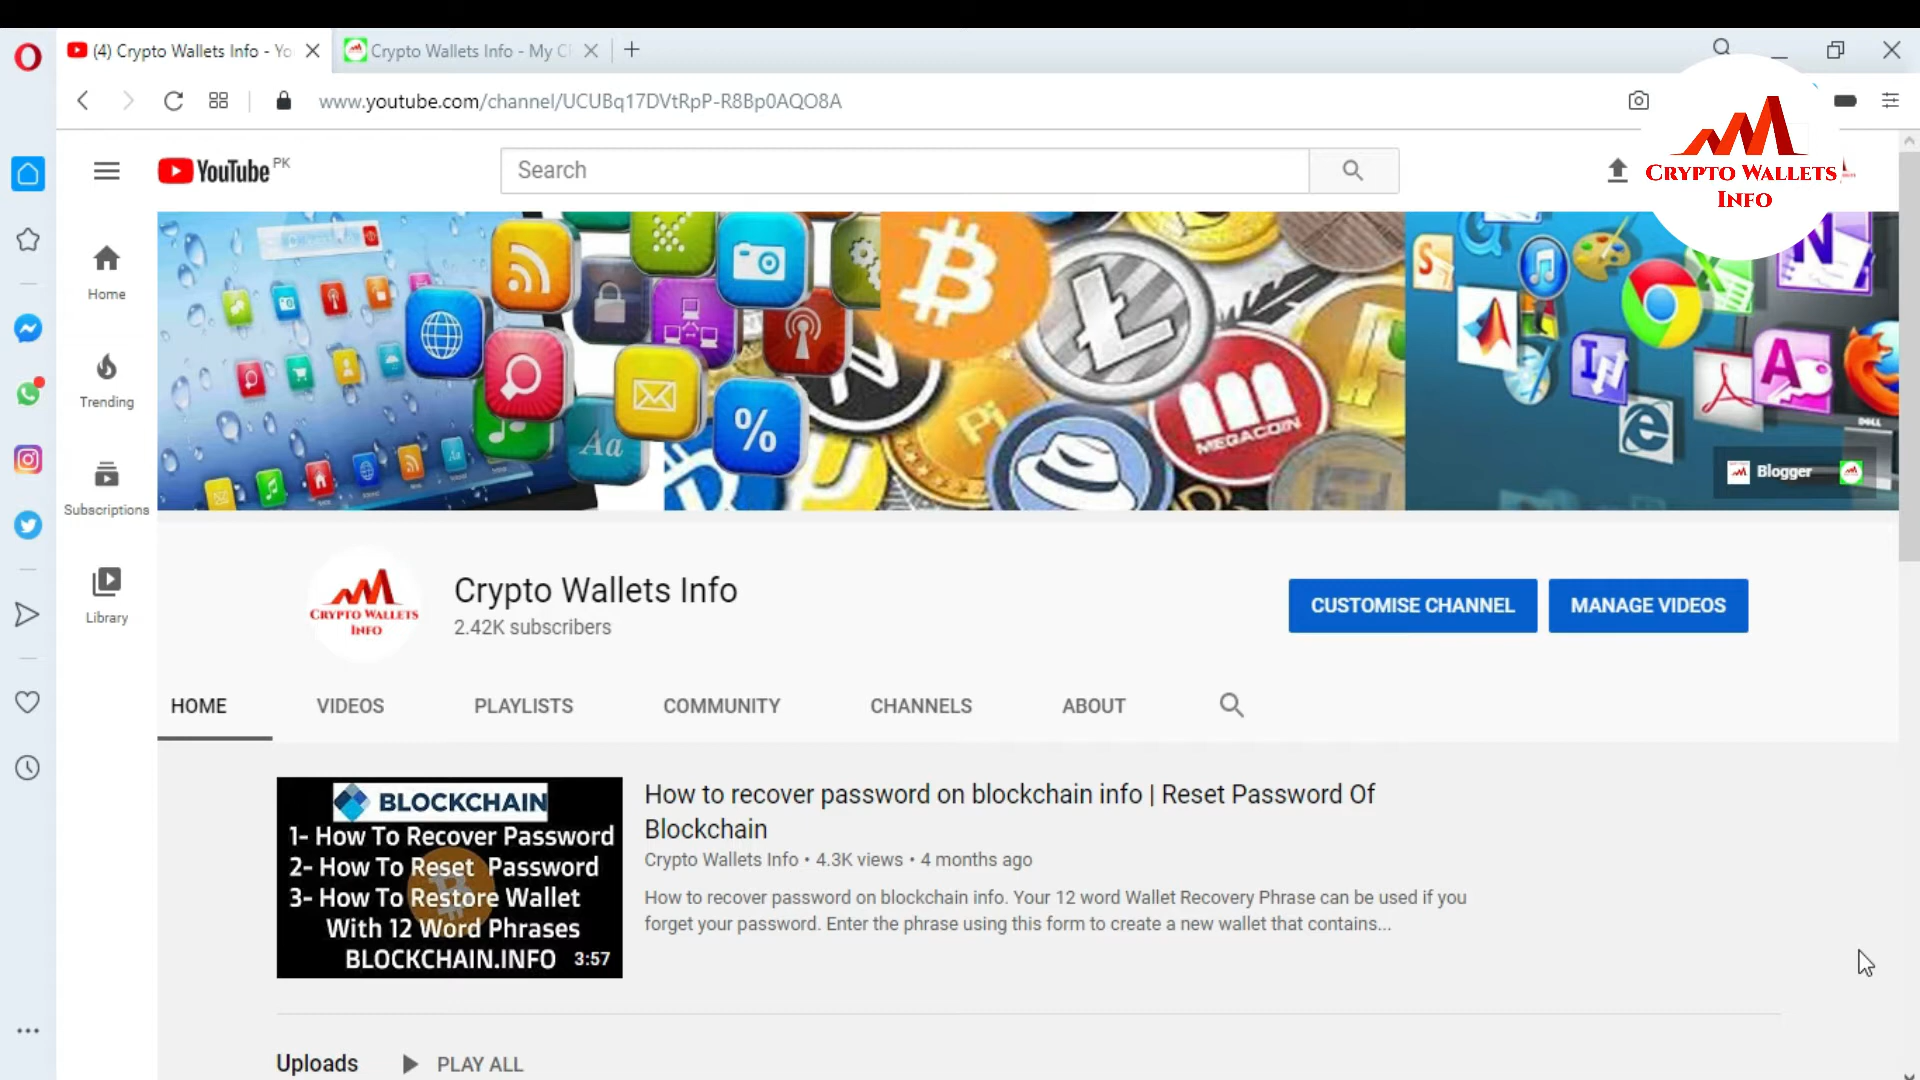 (4) Crypto Wallets Info - Yo
Crypto Wallets Info - My C
www.youtube.com/channel/UCUBq17DVtRpP-R8Bp0AQO8A
YouTube PK
Search
CRYPTO WALLETS
INFO
Home
Trending
Subscriptions
Library
Aa
%
Pi
MEGACOIN
DELL
Blogger
CRYPTO WALLETS
INFO
Crypto Wallets Info
2.42K subscribers
CUSTOMISE CHANNEL
MANAGE VIDEOS
HOME
VIDEOS
PLAYLISTS
COMMUNITY
CHANNELS
ABOUT
BLOCKCHAIN
1- How To Recover Password
2- How To Reset Password
3- How To Restore Wallet
With 12 Word Phrases
BLOCKCHAIN.INFO
3:57
How to recover password on blockchain info | Reset Password Of
Blockchain
Crypto Wallets Info • 4.3K views • 4 months ago
How to recover password on blockchain info. Your 12 word Wallet Recovery Phrase can be used if you
forget your password. Enter the phrase using this form to create a new wallet that contains...
Uploads
PLAY ALL